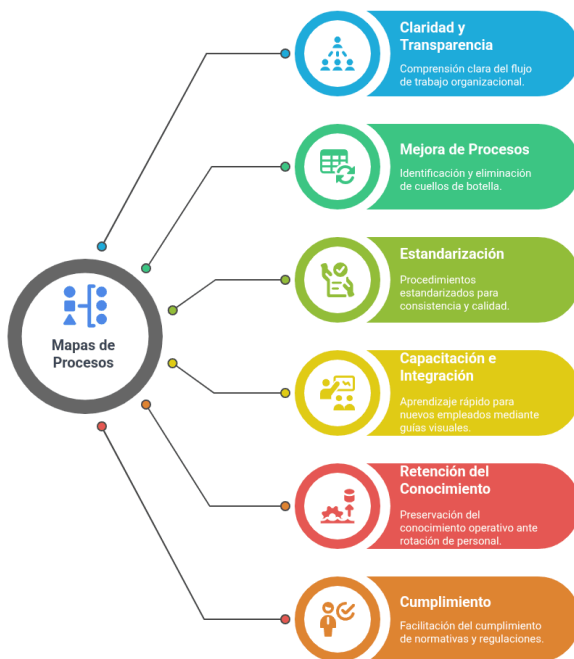 Mapas de
Procesos
Claridad y
Transparencia
Comprensión clara del flujo
de trabajo organizacional.
Mejora de Procesos
Identificación y eliminación
de cuellos de botella.
Estandarización
Procedimientos
estandarizados para
consistencia y calidad.
Capacitación e
Integración
Aprendizaje rápido para
nuevos empleados mediante
guías visuales.
Retención del
Conocimiento
Preservación del
conocimiento operativo ante
rotación de personal.
Cumplimiento
Facilitación del cumplimiento
de normativas y regulaciones.